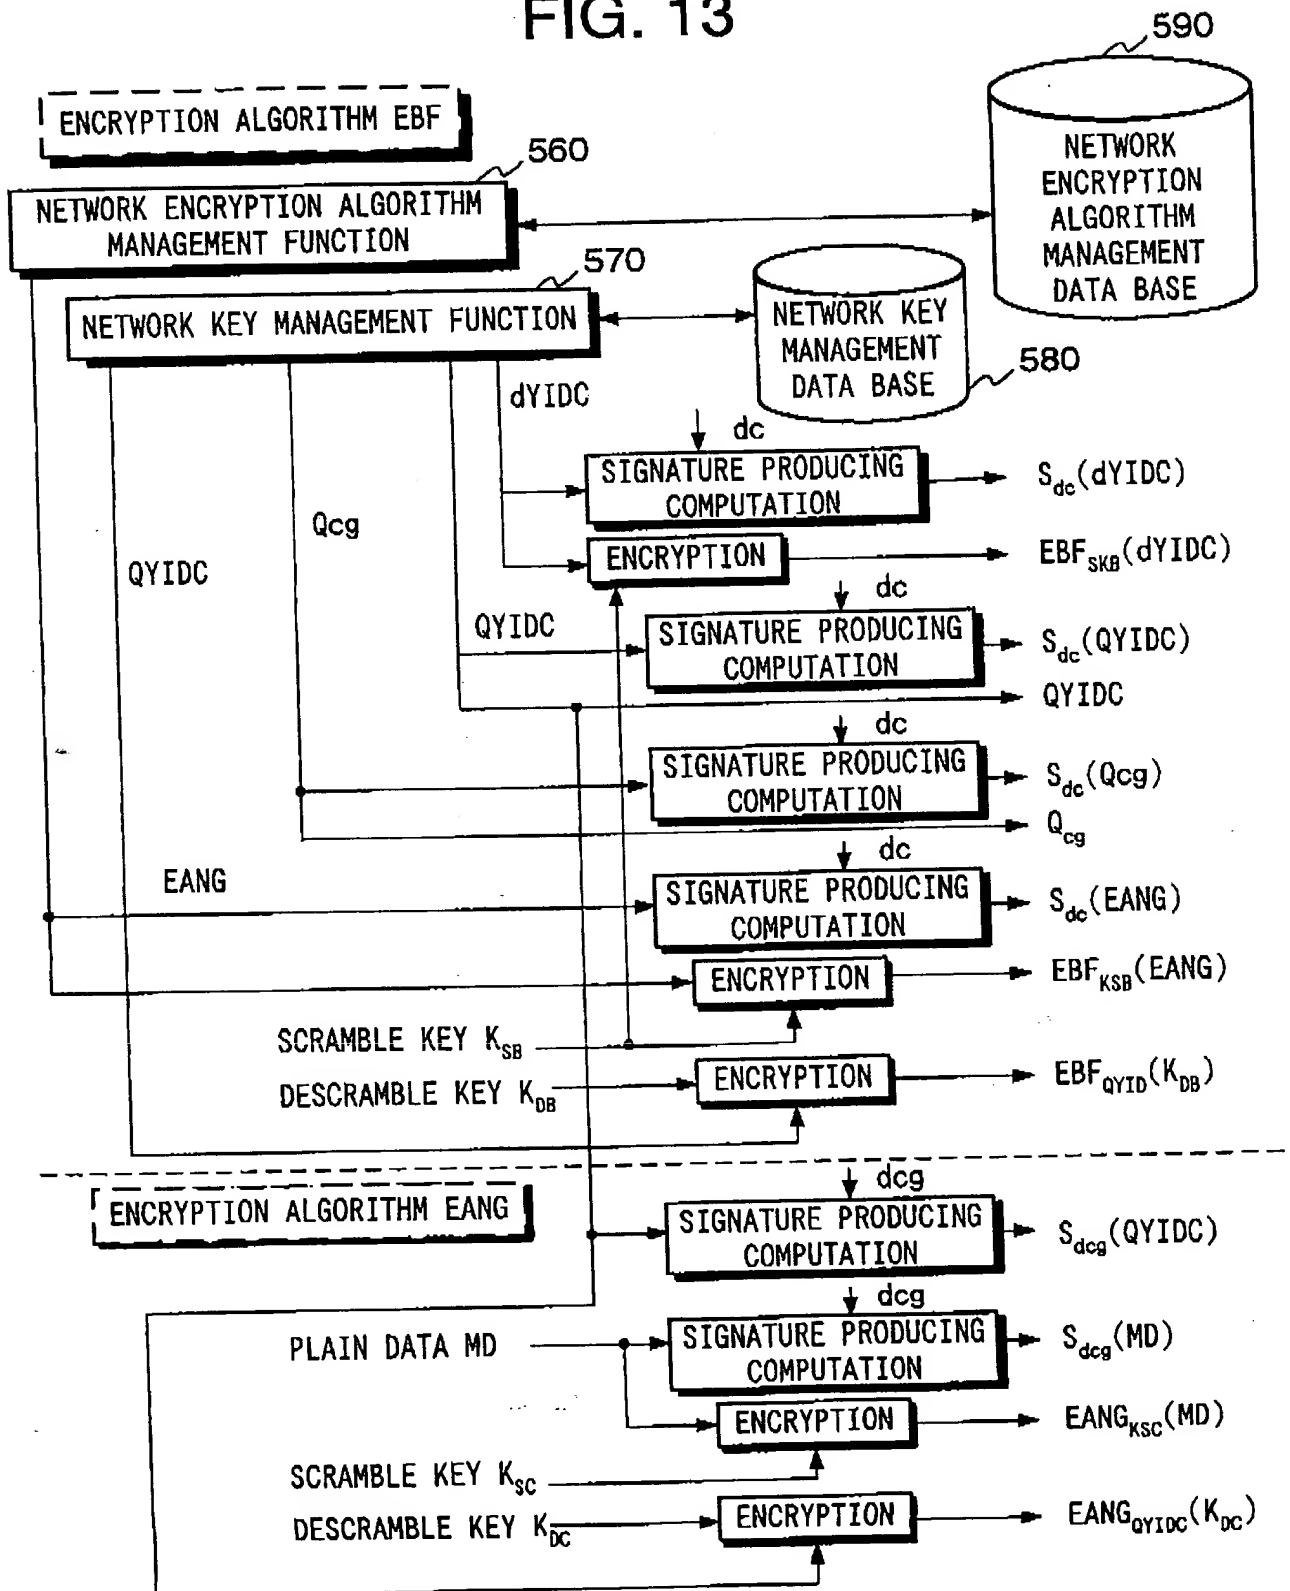 FIG. 13
590
ENCRYPTION ALGORITHM EBF
560
NETWORK ENCRYPTION ALGORITHM
MANAGEMENT FUNCTION
NETWORK
ENCRYPTION
ALGORITHM
MANAGEMENT
DATA BASE
570
NETWORK KEY MANAGEMENT FUNCTION
NETWORK KEY
MANAGEMENT
DATA BASE
580
dYIDC
dc
SIGNATURE PRODUCING
COMPUTATION
Sdc(dYIDC)
Qcg
ENCRYPTION
EBFSKB(dYIDC)
QYIDC
dc
QYIDC
SIGNATURE PRODUCING
COMPUTATION
Sdc(QYIDC)
QYIDC
dc
SIGNATURE PRODUCING
COMPUTATION
Sdc(Qcg)
Qcg
dc
EANG
SIGNATURE PRODUCING
COMPUTATION
Sdc(EANG)
ENCRYPTION
EBFKSB(EANG)
SCRAMBLE KEY KSB
DESCRAMBLE KEY KDB
ENCRYPTION
EBFQYID(KDB)
dcg
ENCRYPTION ALGORITHM EANG
SIGNATURE PRODUCING
COMPUTATION
Sdcg(QYIDC)
dcg
PLAIN DATA MD
SIGNATURE PRODUCING
COMPUTATION
Sdcg(MD)
ENCRYPTION
EANGKSC(MD)
SCRAMBLE KEY KSC
DESCRAMBLE KEY KDC
ENCRYPTION
EANGQYIDC(KDC)